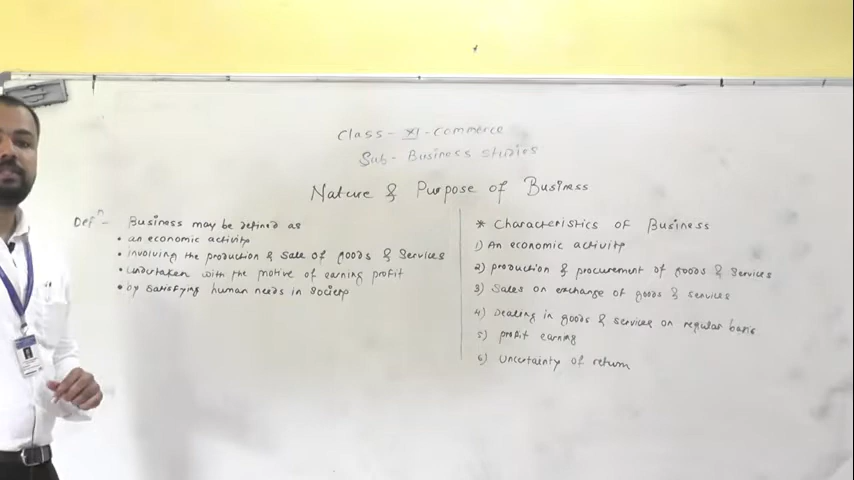 Class - XI - Commerce
Sub - Business Studies
Nature & Purpose of Business
Defⁿ - Business may be defined as
• an economic activity
• involving the production & sale of goods & Services
• undertaken with the motive of earning profit
• by satisfying human needs in Society
* Characteristics of Business
1) An economic activity
2) production & procurement of goods & services
3) Sales or exchange of goods & services
4) Dealing in goods & services on regular basis
5) profit earning
6) Uncertainty of return